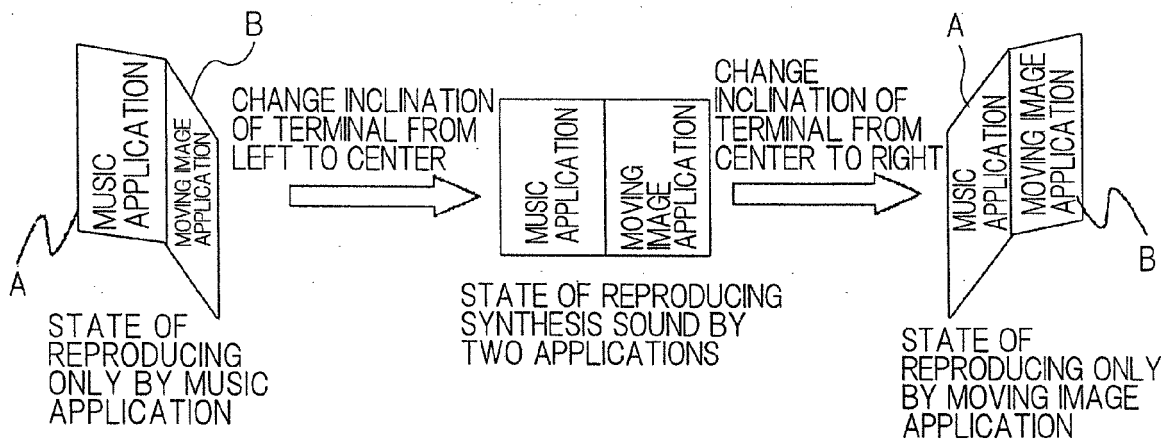 B
MUSIC
APPLICATION
MOVING IMAGE
APPLICATION
A
STATE OF
REPRODUCING
ONLY BY MUSIC
APPLICATION
CHANGE INCLINATION
OF TERMINAL FROM
LEFT TO CENTER
MUSIC
APPLICATION
MOVING
IMAGE
APPLICATION
STATE OF REPRODUCING
SYNTHESIS SOUND BY
TWO APPLICATIONS
CHANGE
INCLINATION OF
TERMINAL FROM
CENTER TO RIGHT
A
MUSIC
APPLICATION
MOVING IMAGE
APPLICATION
B
STATE OF
REPRODUCING ONLY
BY MOVING IMAGE
APPLICATION